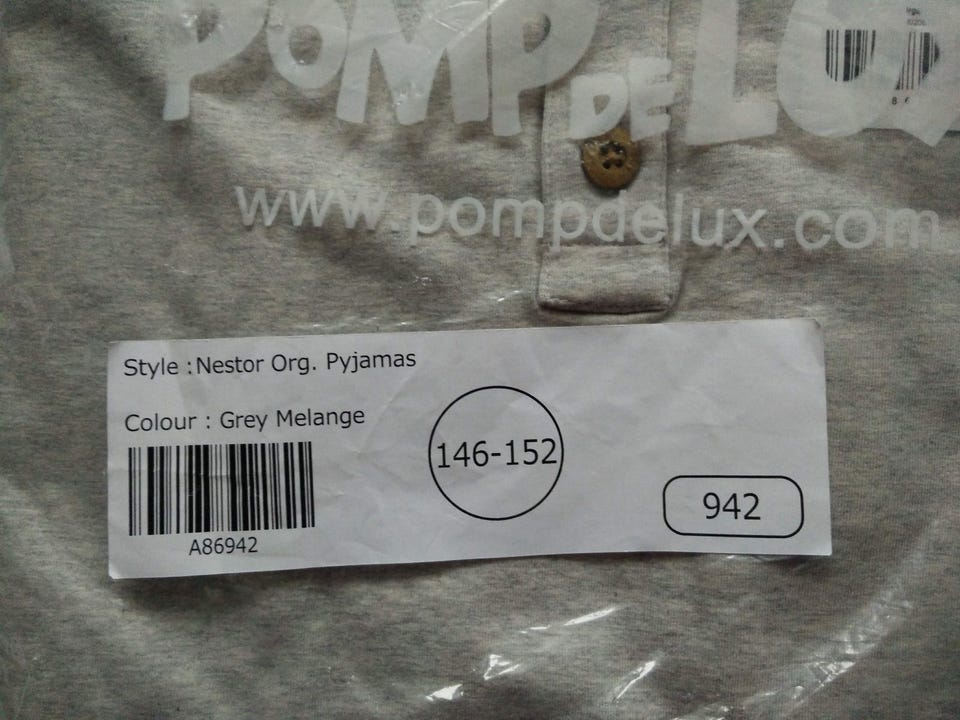 POMP DE LUX
www.pompdelux.com
Style : Nestor Org. Pyjamas
Colour : Grey Melange
146-152
942
A86942